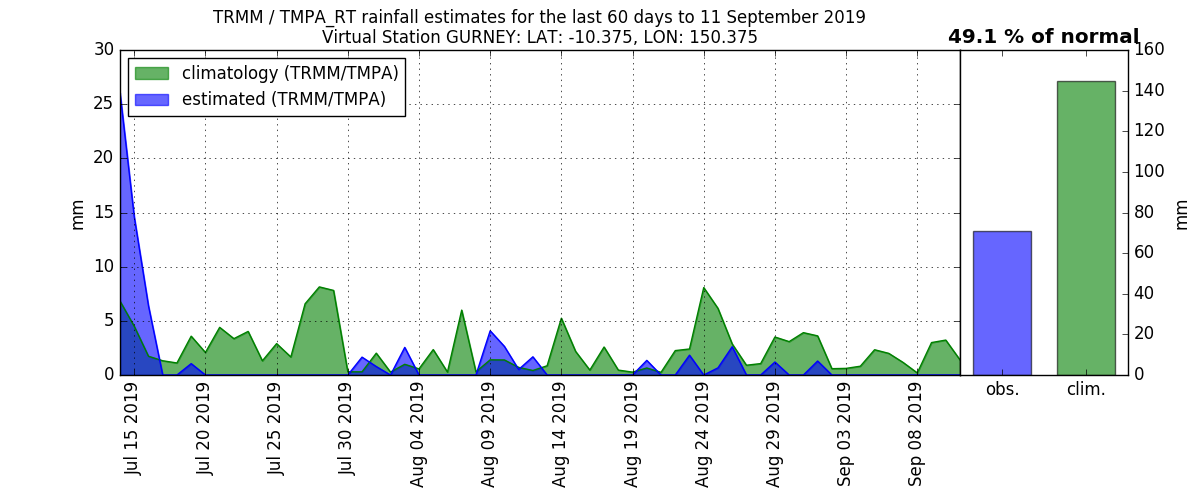 TRMM / TMPA_RT rainfall estimates for the last 60 days to 11 September 2019
Virtual Station GURNEY: LAT: -10.375, LON: 150.375
49.1 % of normal
climatology (TRMM/TMPA)
estimated (TRMM/TMPA)
30
25
20
15
10
5
0
mm
Jul 15 2019
Jul 20 2019
Jul 25 2019
Jul 30 2019
Aug 04 2019
Aug 09 2019
Aug 14 2019
Aug 19 2019
Aug 24 2019
Aug 29 2019
Sep 03 2019
Sep 08 2019
obs.
clim.
160
140
120
100
80
60
40
20
0
mm